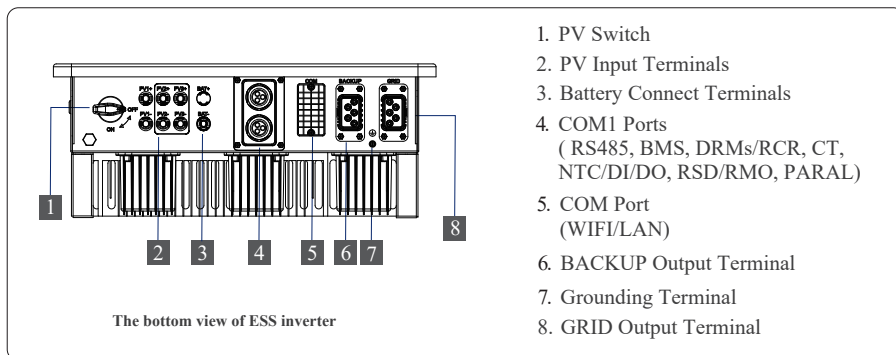 PV1+ PV2+ PV3+ BAT+ COM BACKUP GRID
OFF
ON
PV1- PV2- PV3- BAT-
1
2 3 4 5 6 7 8
The bottom view of ESS inverter
1. PV Switch
2. PV Input Terminals
3. Battery Connect Terminals
4. COM1 Ports
( RS485, BMS, DRMs/RCR, CT,
NTC/DI/DO, RSD/RMO, PARAL)
5. COM Port
(WIFI/LAN)
6. BACKUP Output Terminal
7. Grounding Terminal
8. GRID Output Terminal